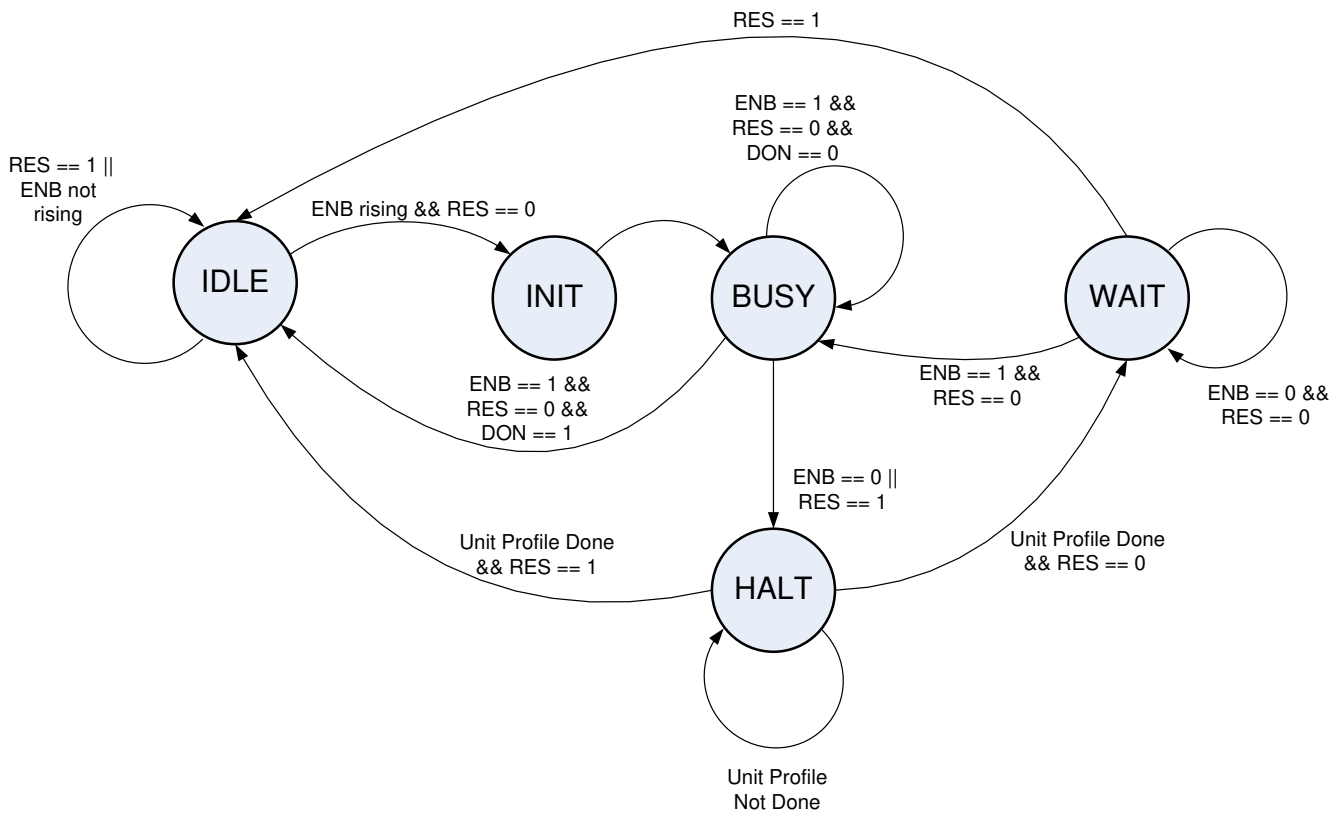 RES == 1
ENB == 1 &&
RES == 0 &&
DON == 0
RES == 1 ||
ENB not
rising
ENB rising && RES == 0
IDLE
INIT
BUSY
WAIT
ENB == 1 &&
RES == 0 &&
DON == 1
ENB == 1 &&
RES == 0
ENB == 0 &&
RES == 0
ENB == 0 ||
RES == 1
Unit Profile Done
&& RES == 1
HALT
Unit Profile Done
&& RES == 0
Unit Profile
Not Done